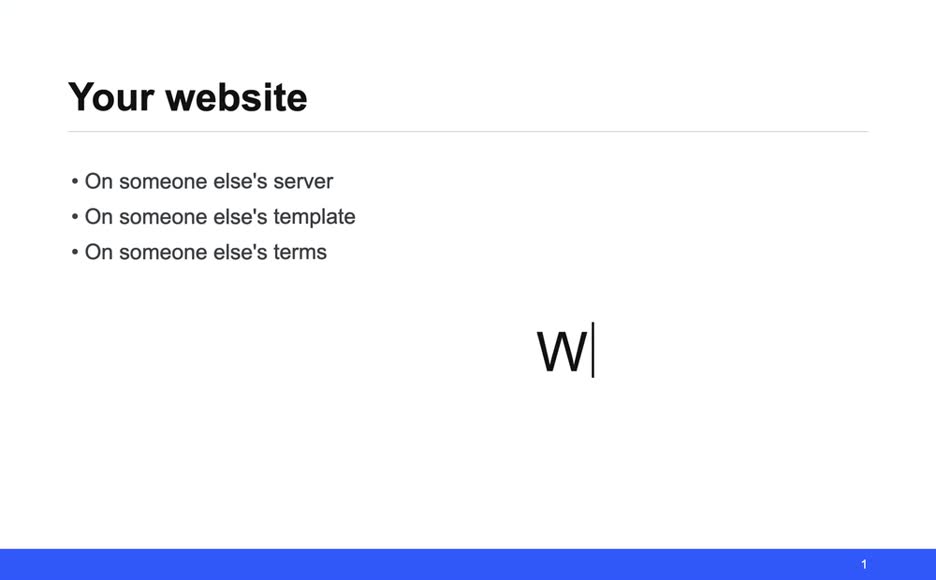 Your website
• On someone else's server
• On someone else's template
• On someone else's terms
W
1